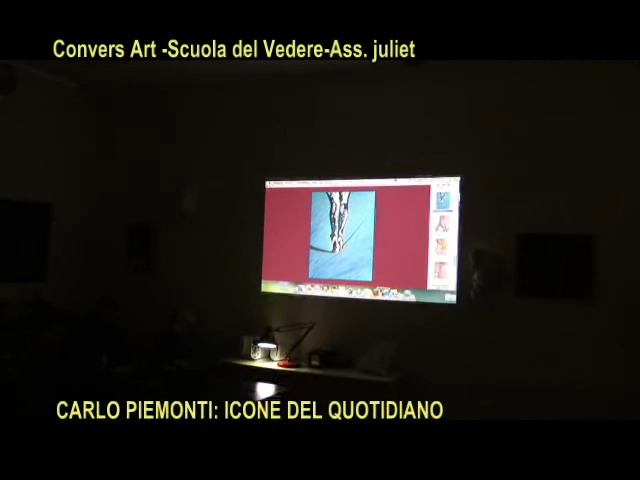 Convers Art -Scuola del Vedere-Ass. juliet
CARLO PIEMONTI: ICONE DEL QUOTIDIANO